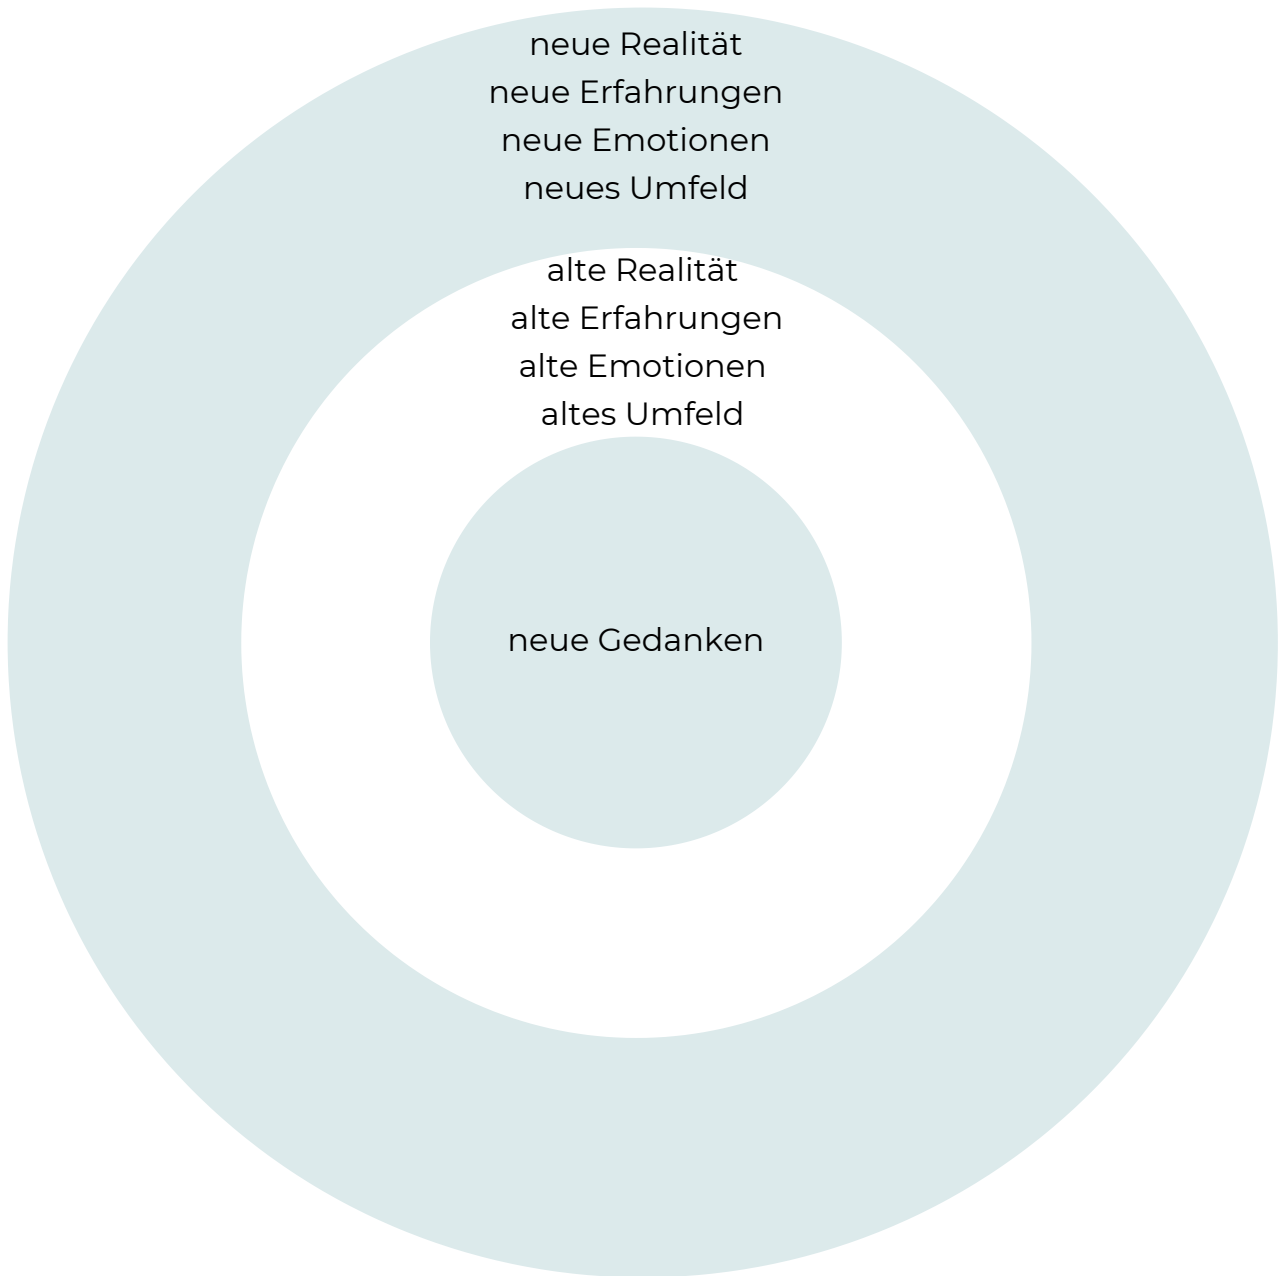 neue Realität
neue Erfahrungen
neue Emotionen
neues Umfeld
alte Realität
alte Erfahrungen
alte Emotionen
altes Umfeld
neue Gedanken